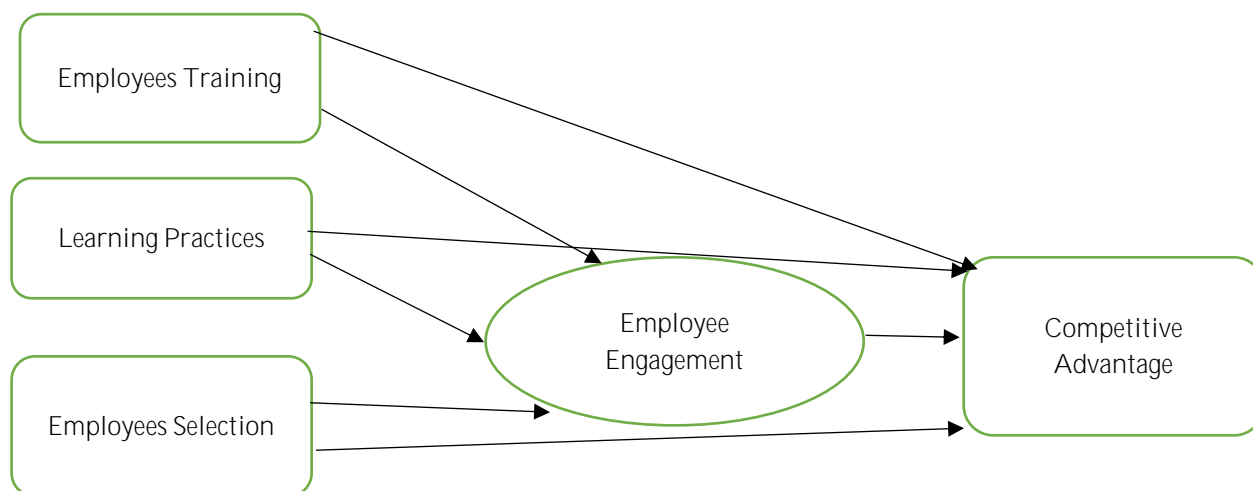 Employees Training
Learning Practices
Employee
Engagement
Competitive
Advantage
Employees Selection